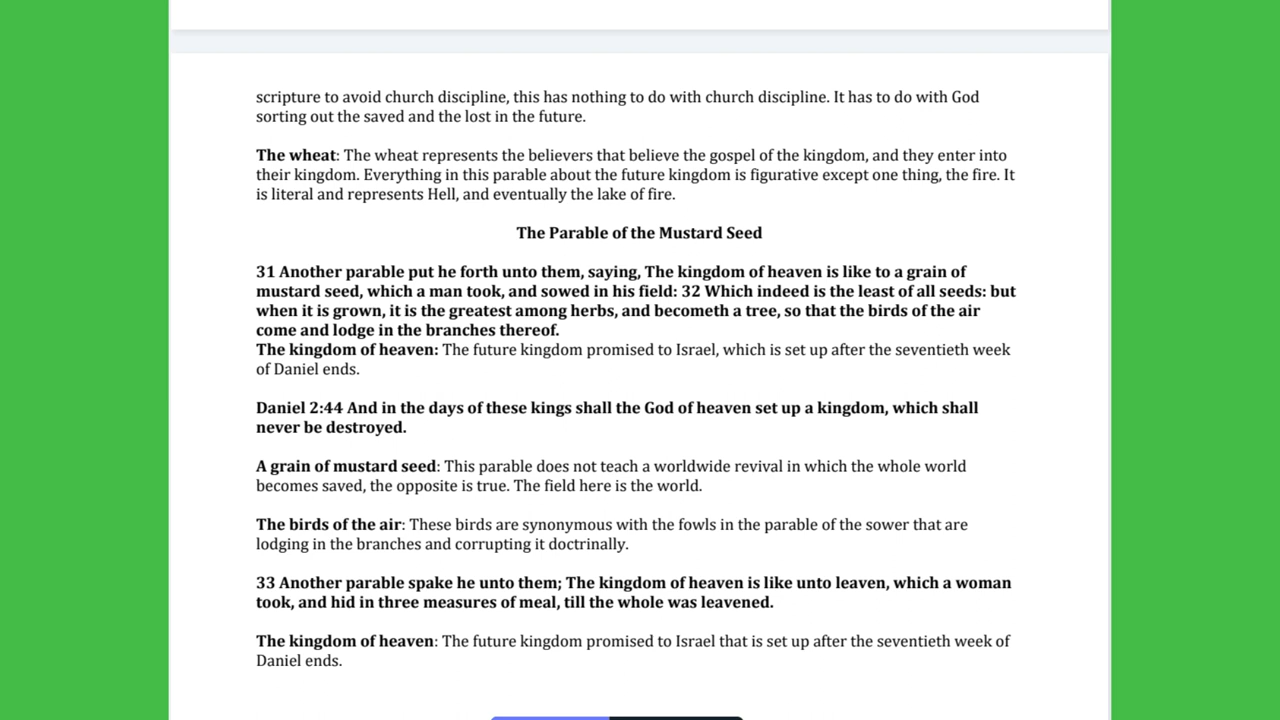 scripture to avoid church discipline, this has nothing to do with church discipline. It has to do with God
sorting out the saved and the lost in the future.
The wheat: The wheat represents the believers that believe the gospel of the kingdom, and they enter into
their kingdom. Everything in this parable about the future kingdom is figurative except one thing, the fire. It
is literal and represents Hell, and eventually the lake of fire.
The Parable of the Mustard Seed
31 Another parable put he forth unto them, saying, The kingdom of heaven is like to a grain of
mustard seed, which a man took, and sowed in his field: 32 Which indeed is the least of all seeds: but
when it is grown, it is the greatest among herbs, and becometh a tree, so that the birds of the air
come and lodge in the branches thereof.
The kingdom of heaven: The future kingdom promised to Israel, which is set up after the seventieth week
of Daniel ends.
Daniel 2:44 And in the days of these kings shall the God of heaven set up a kingdom, which shall
never be destroyed.
A grain of mustard seed: This parable does not teach a worldwide revival in which the whole world
becomes saved, the opposite is true. The field here is the world.
The birds of the air: These birds are synonymous with the fowls in the parable of the sower that are
lodging in the branches and corrupting it doctrinally.
33 Another parable spake he unto them; The kingdom of heaven is like unto leaven, which a woman
took, and hid in three measures of meal, till the whole was leavened.
The kingdom of heaven: The future kingdom promised to Israel that is set up after the seventieth week of
Daniel ends.